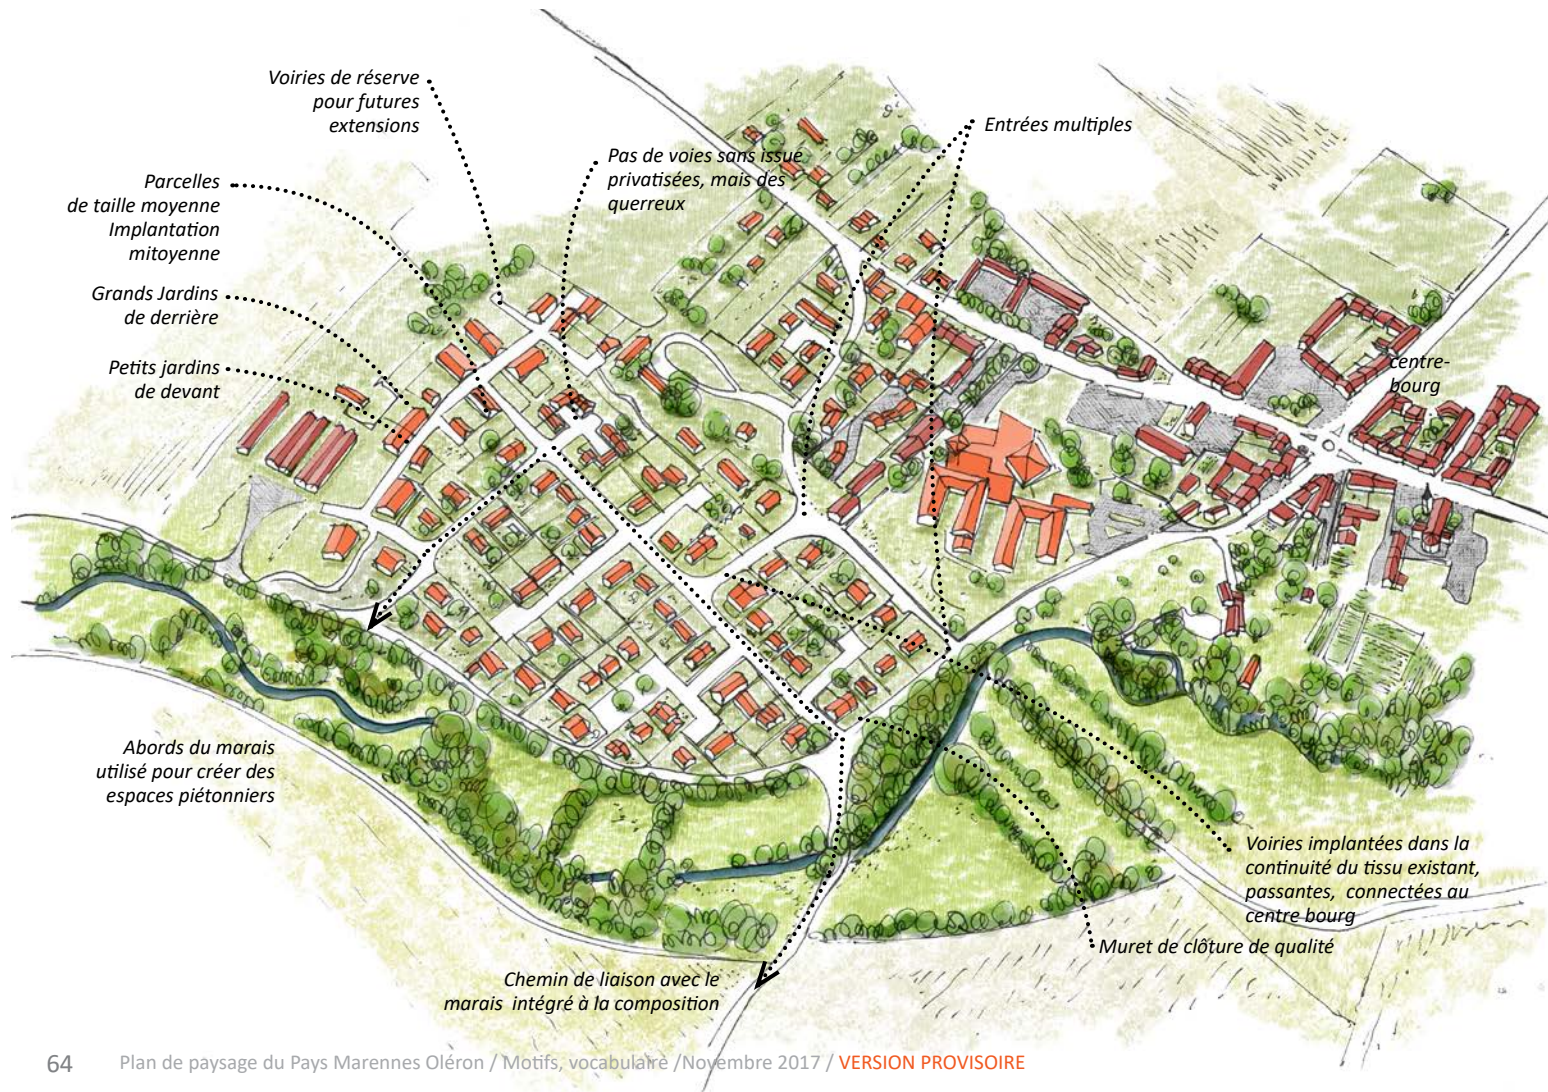 Voiries de réserve
pour futures
extensions
Entrées multiples
Pas de voies sans issue
privatisées, mais des
querreux
Parcelles
de taille moyenne
Implantation
mitoyenne
Grands Jardins
de derrière
Petits jardins
de devant
centre-
bourg
Abords du marais
utilisé pour créer des
espaces piétonniers
Voiries implantées dans la
continuité du tissu existant,
passantes, connectées au
centre bourg
Muret de clôture de qualité
Chemin de liaison avec le
marais intégré à la composition
64 Plan de paysage du Pays Marennes Oléron / Motifs, vocabulaire /Novembre 2017 / VERSION PROVISOIRE